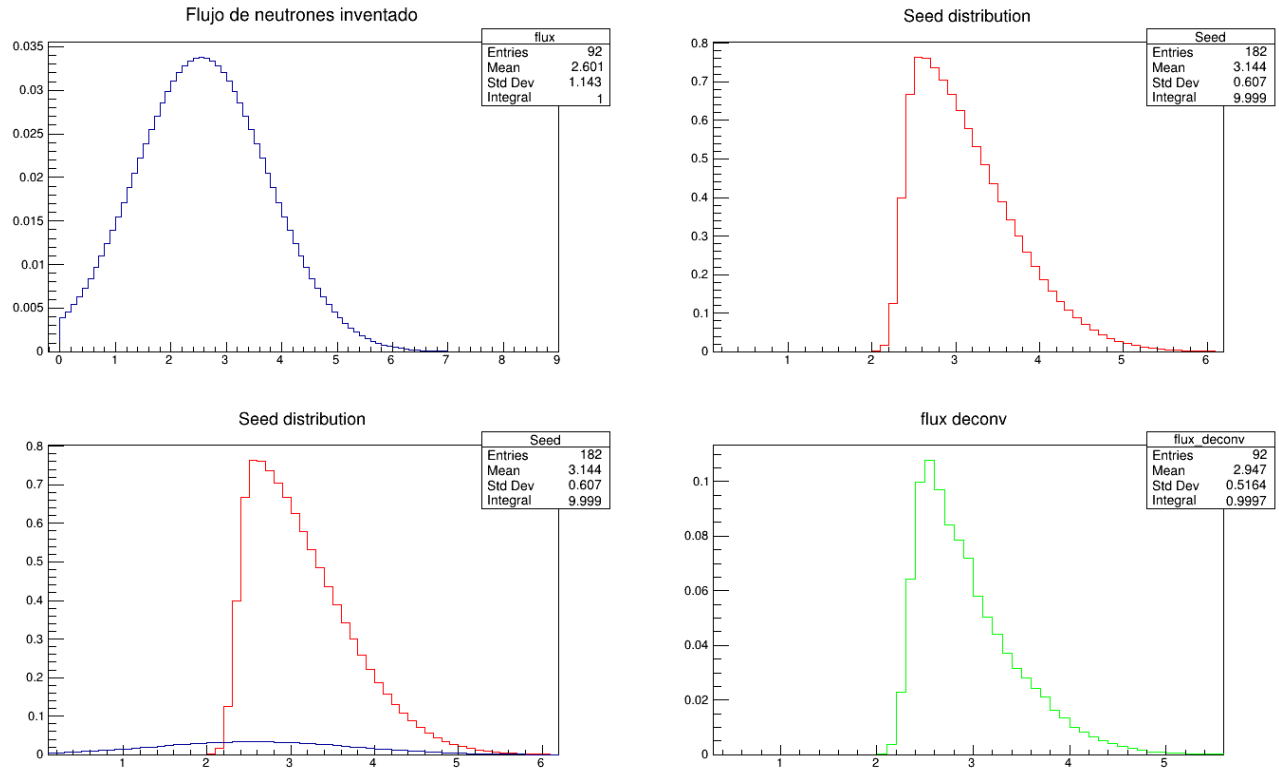 Flujo de neutrones inventado
flux
Entries 92
Mean 2.601
Std Dev 1.143
Integral 1
0.035
0.03
0.025
0.02
0.015
0.01
0.005
0
0 1 2 3 4 5 6 7 8 9
Seed distribution
Seed
Entries 182
Mean 3.144
Std Dev 0.607
Integral 9.999
0.8
0.7
0.6
0.5
0.4
0.3
0.2
0.1
0
1 2 3 4 5 6
Seed distribution
Seed
Entries 182
Mean 3.144
Std Dev 0.607
Integral 9.999
0.8
0.7
0.6
0.5
0.4
0.3
0.2
0.1
0
1 2 3 4 5 6
flux deconv
flux_deconv
Entries 92
Mean 2.947
Std Dev 0.5164
Integral 0.9997
0.1
0.08
0.06
0.04
0.02
0
1 2 3 4 5